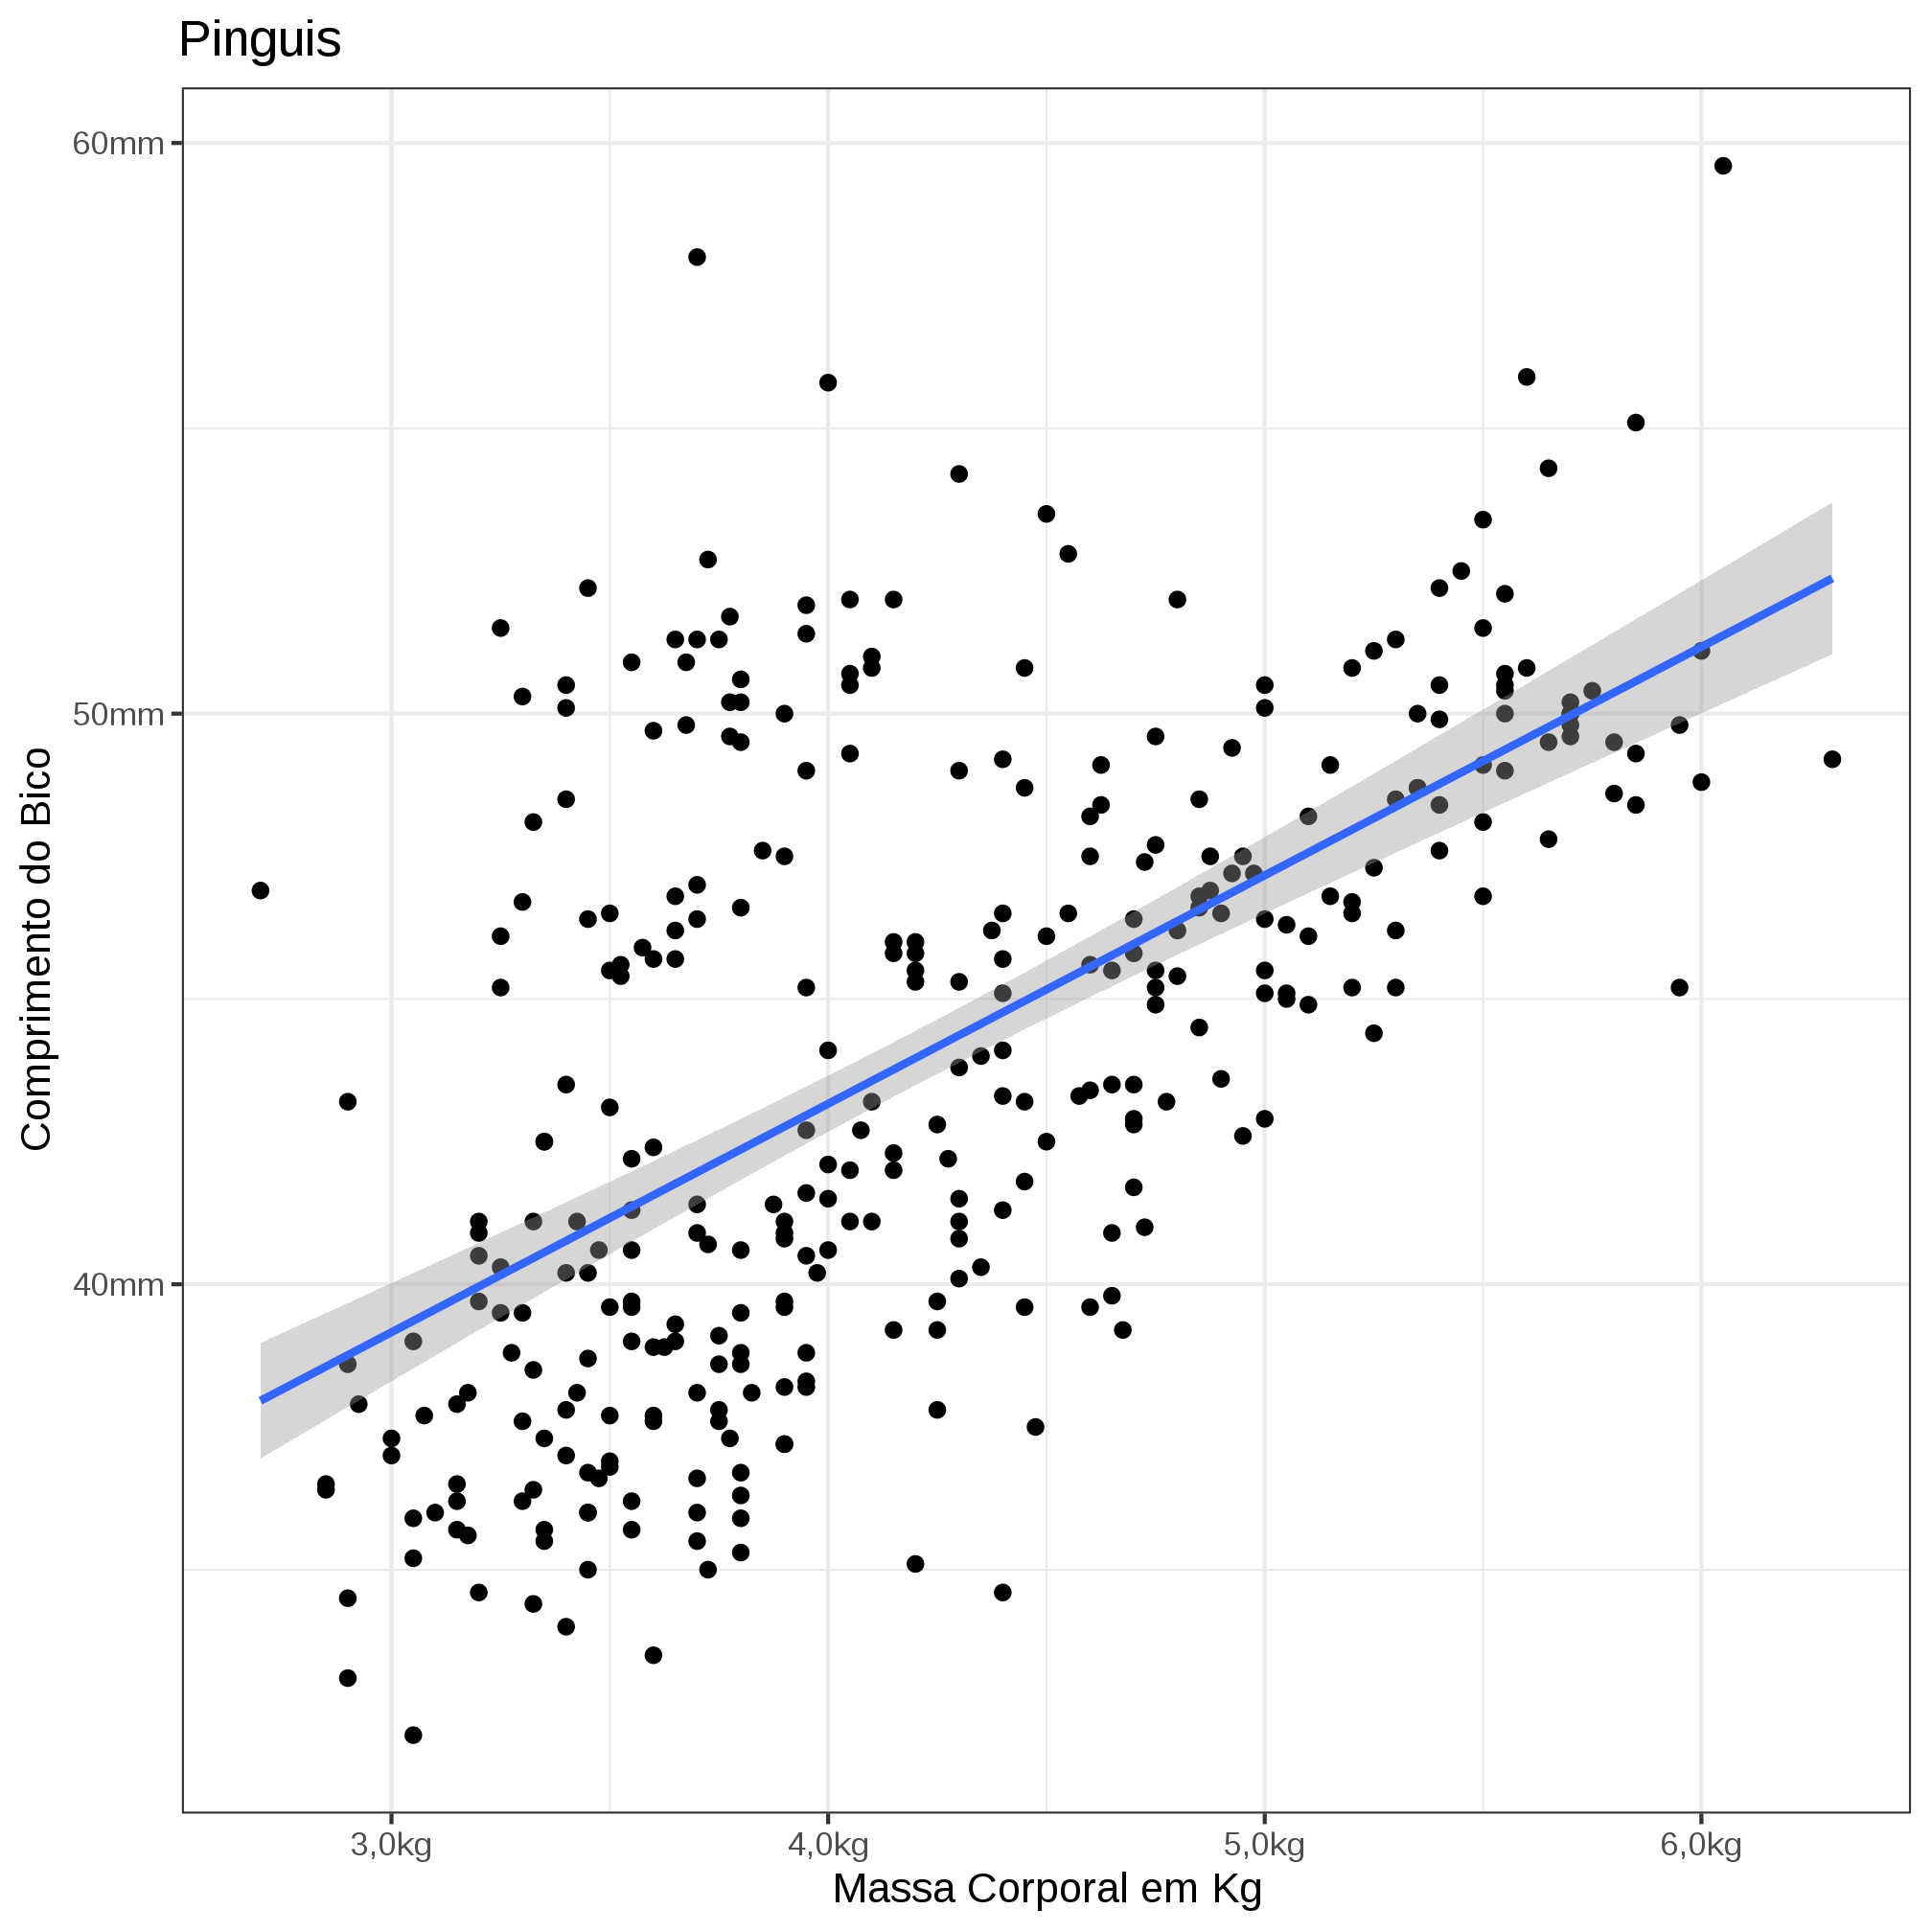 Pinguis
60mm
50mm
40mm
Comprimento do Bico
3,0kg
4,0kg
5,0kg
6,0kg
Massa Corporal em Kg